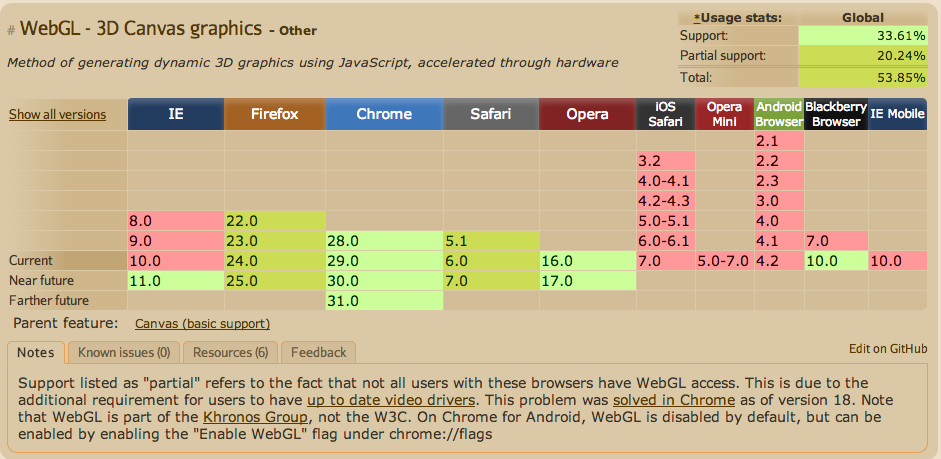 # WebGL - 3D Canvas graphics - Other
*Usage stats: Global
Support: 33.61%
Partial support: 20.24%
Total: 53.85%
Method of generating dynamic 3D graphics using JavaScript, accelerated through hardware
Show all versions IE Firefox Chrome Safari Opera iOS Safari Opera Mini Android Browser Blackberry Browser IE Mobile
2.1
3.2 2.2
4.0-4.1 2.3
4.2-4.3 3.0
8.0 22.0 5.0-5.1 4.0
9.0 23.0 28.0 5.1 6.0-6.1 4.1 7.0
Current 10.0 24.0 29.0 6.0 16.0 7.0 5.0-7.0 4.2 10.0 10.0
Near future 11.0 25.0 30.0 7.0 17.0
Farther future 31.0
Parent feature: Canvas (basic support)
Notes Known issues (0) Resources (6) Feedback Edit on GitHub
Support listed as "partial" refers to the fact that not all users with these browsers have WebGL access. This is due to the
additional requirement for users to have up to date video drivers. This problem was solved in Chrome as of version 18. Note
that WebGL is part of the Khronos Group, not the W3C. On Chrome for Android, WebGL is disabled by default, but can be
enabled by enabling the "Enable WebGL" flag under chrome://flags